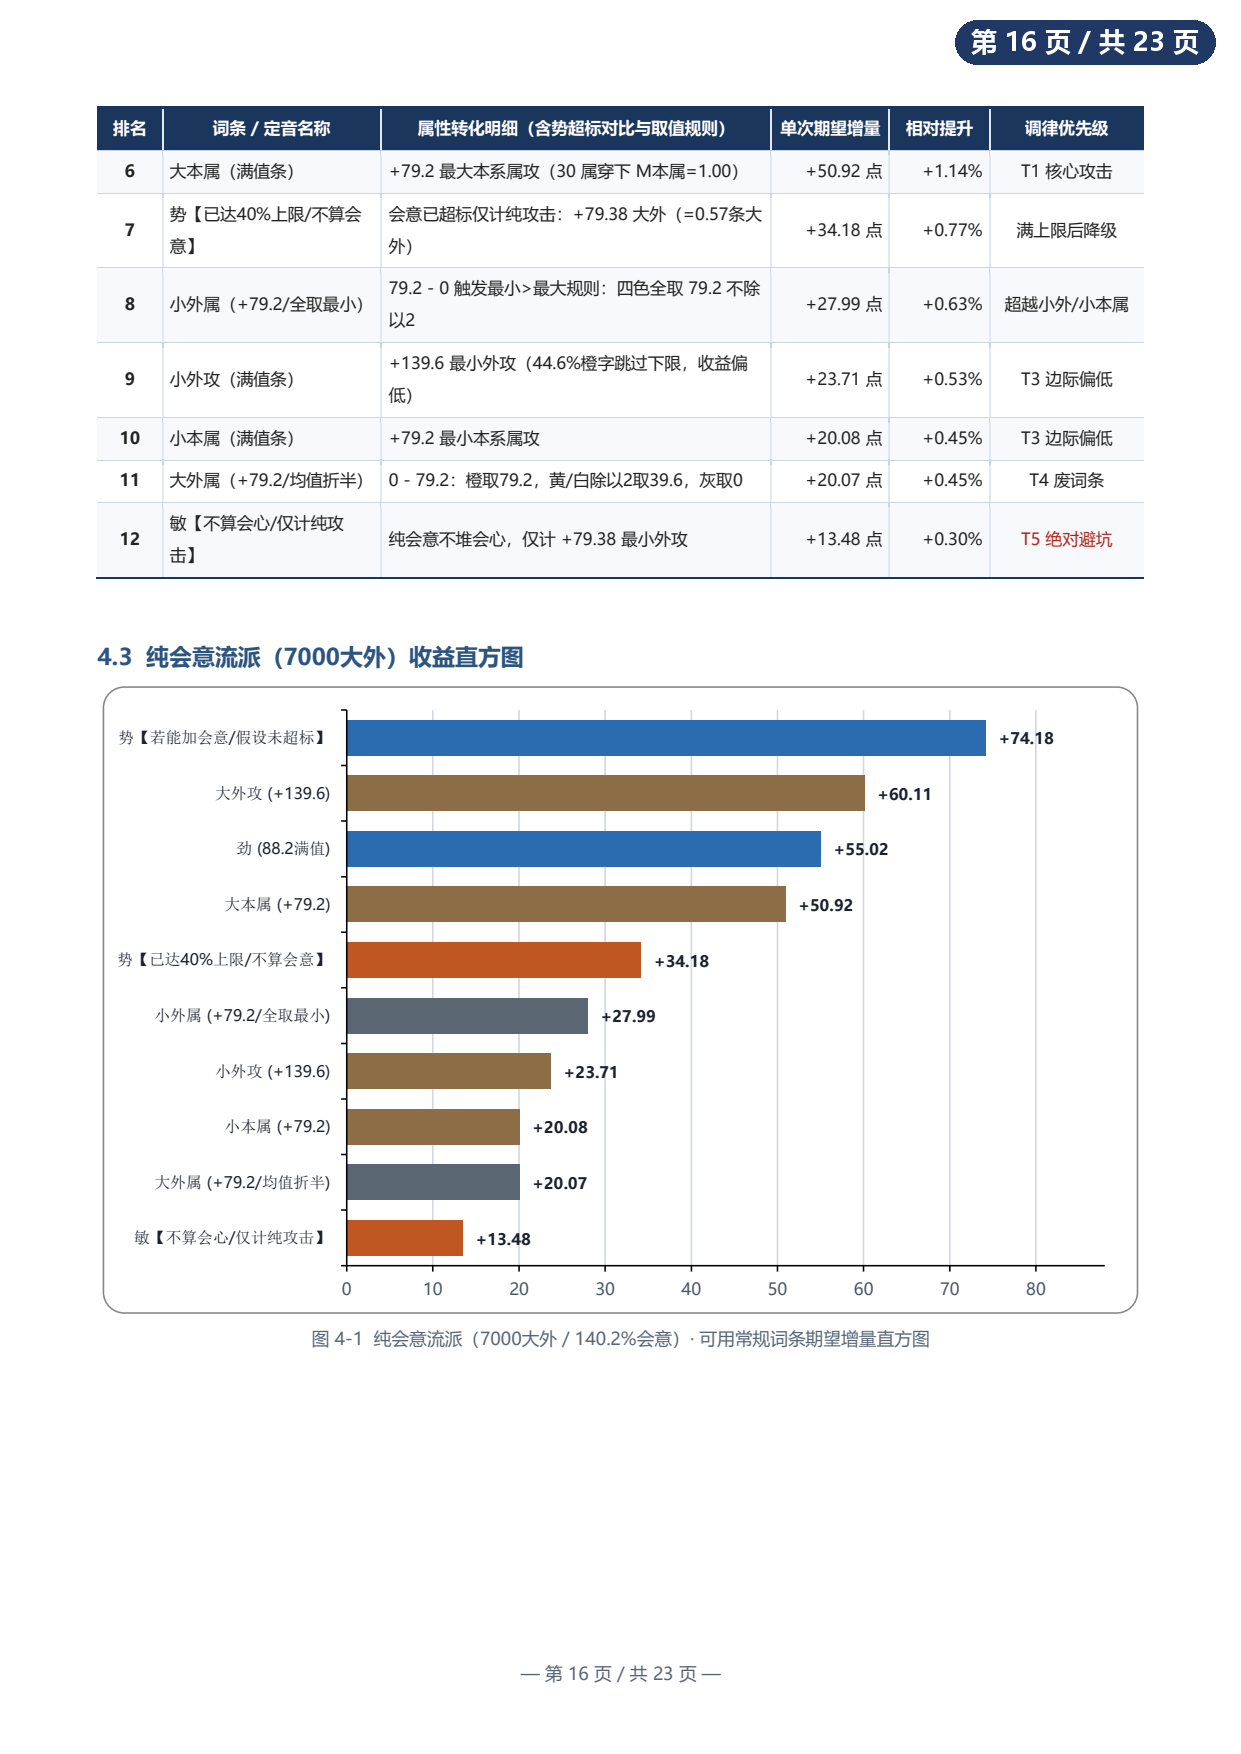 第 16 页 / 共 23 页
排名 词条 / 定音名称 属性转化明细（含势超标对比与取值规则） 单次期望增量 相对提升 调律优先级
6 大本属（满值条） +79.2 最大本系属攻（30 属穿下 M本属=1.00） +50.92 点 +1.14% T1 核心攻击
7 势【已达40%上限/不算会意】 会意已超标仅计纯攻击：+79.38 大外（=0.57条大外） +34.18 点 +0.77% 满上限后降级
8 小外属（+79.2/全取最小） 79.2 - 0 触发最小>最大规则：四色全取 79.2 不除以2 +27.99 点 +0.63% 超越小外/小本属
9 小外攻（满值条） +139.6 最小外攻（44.6%橙字跳过下限，收益偏低） +23.71 点 +0.53% T3 边际偏低
10 小本属（满值条） +79.2 最小本系属攻 +20.08 点 +0.45% T3 边际偏低
11 大外属（+79.2/均值折半） 0 - 79.2：橙取79.2，黄/白除以2取39.6，灰取0 +20.07 点 +0.45% T4 废词条
12 敏【不算会心/仅计纯攻击】 纯会意不堆会心，仅计 +79.38 最小外攻 +13.48 点 +0.30% T5 绝对避坑
4.3 纯会意流派（7000大外）收益直方图
势【若能加会意/假设未超标】 +74.18
大外攻 (+139.6) +60.11
劲 (88.2满值) +55.02
大本属 (+79.2) +50.92
势【已达40%上限/不算会意】 +34.18
小外属 (+79.2/全取最小) +27.99
小外攻 (+139.6) +23.71
小本属 (+79.2) +20.08
大外属 (+79.2/均值折半) +20.07
敏【不算会心/仅计纯攻击】 +13.48
0 10 20 30 40 50 60 70 80
图 4-1 纯会意流派（7000大外 / 140.2%会意）· 可用常规词条期望增量直方图
— 第 16 页 / 共 23 页 —